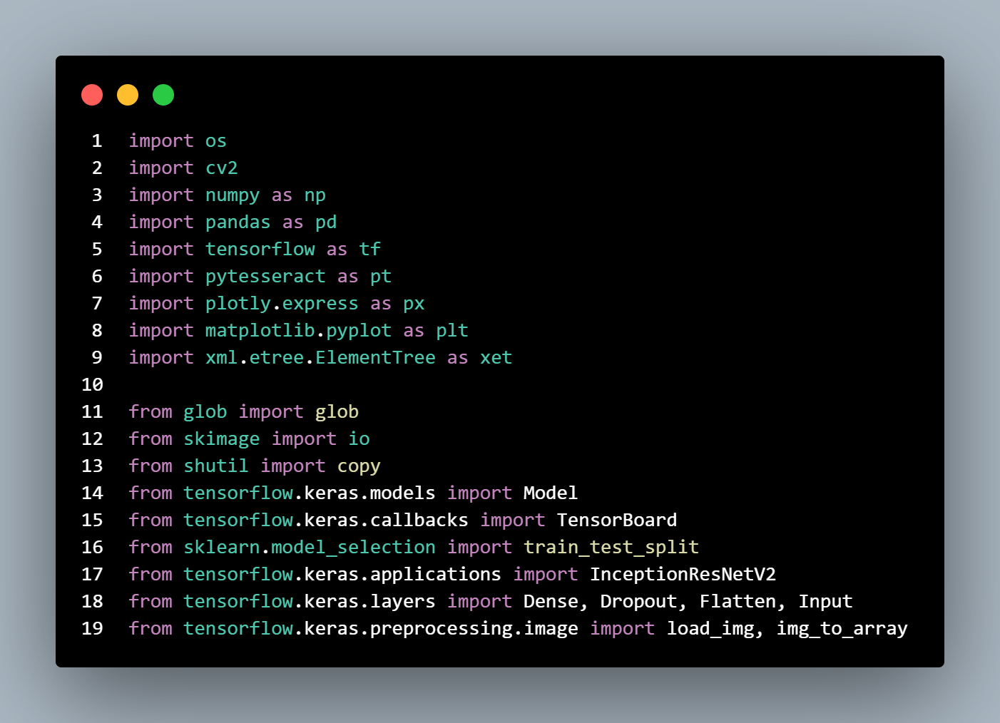 1 import os
2 import cv2
3 import numpy as np
4 import pandas as pd
5 import tensorflow as tf
6 import pytesseract as pt
7 import plotly.express as px
8 import matplotlib.pyplot as plt
9 import xml.etree.ElementTree as xet
10
11 from glob import glob
12 from skimage import io
13 from shutil import copy
14 from tensorflow.keras.models import Model
15 from tensorflow.keras.callbacks import TensorBoard
16 from sklearn.model_selection import train_test_split
17 from tensorflow.keras.applications import InceptionResNetV2
18 from tensorflow.keras.layers import Dense, Dropout, Flatten, Input
19 from tensorflow.keras.preprocessing.image import load_img, img_to_array